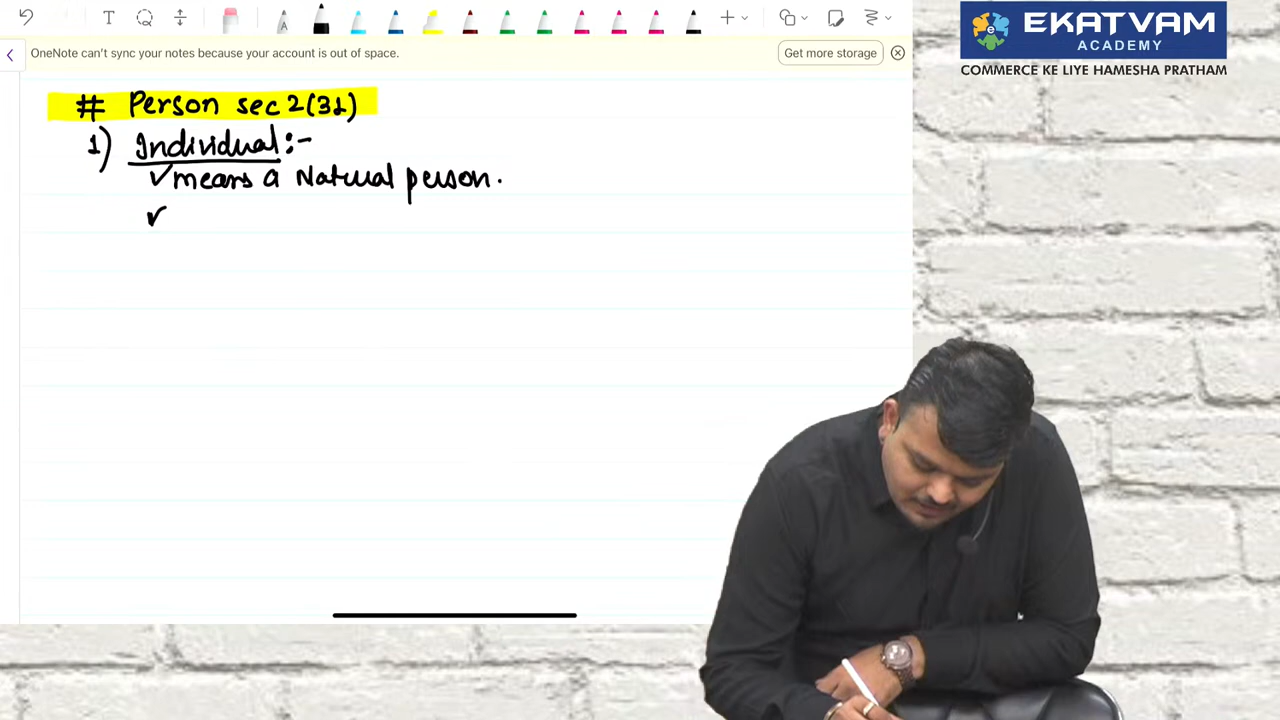 OneNote can't sync your notes because your account is out of space.
Get more storage
EKATVAM
ACADEMY
COMMERCE KE LIYE HAMESHA PRATHAM
# Person sec 2(31)
1) Individual:-
✓means a Natural person.
✓